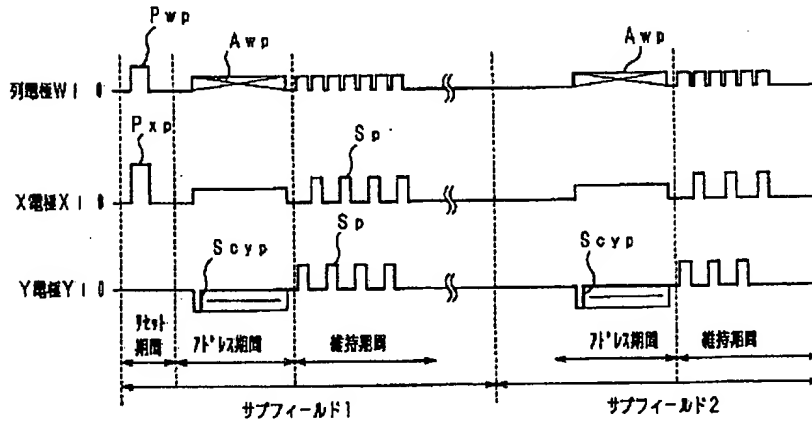 Pwp
Awp
Awp
列電極W10
Pxp
Sp
X電極X1
Sp
Scyp
Scyp
Y電極Y10
リセット
期間
アドレス期間
維持期間
アドレス期間
維持期間
サブフィールド1
サブフィールド2